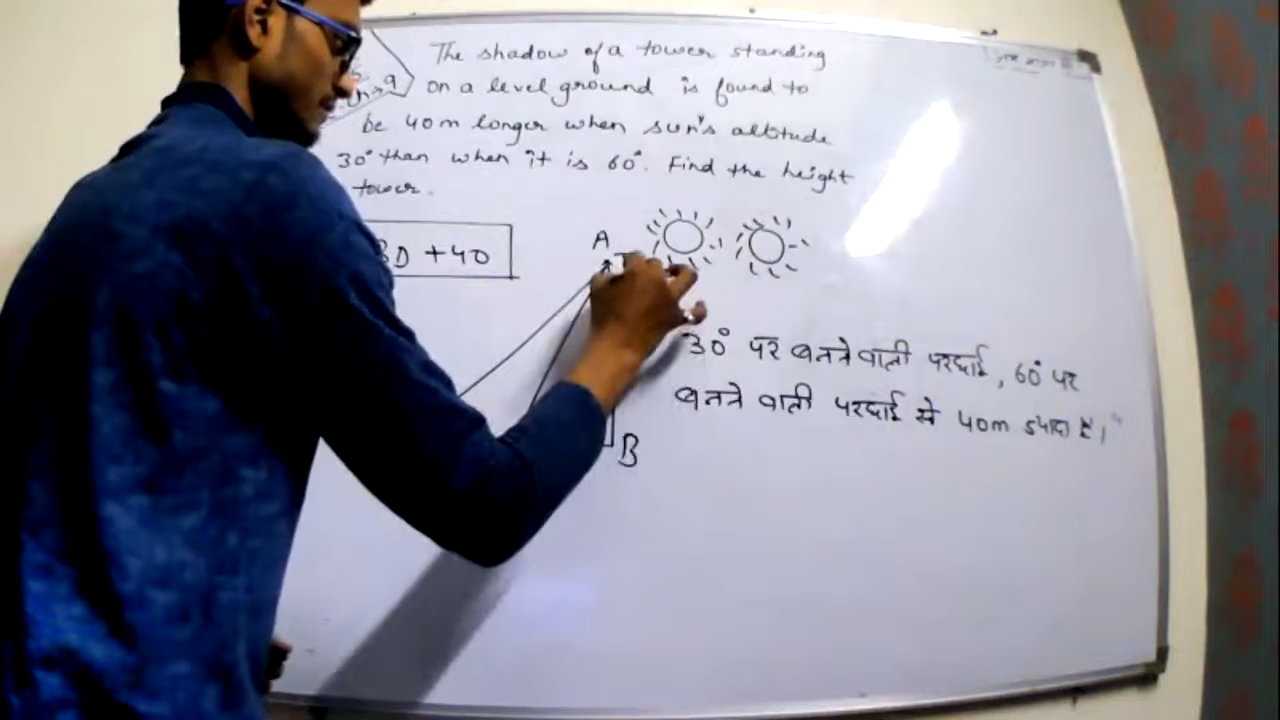 The shadow of a tower standing
on a level ground is found to
be 40m longer when sun's altitude
30° than when it is 60°. Find the height
tower.
BD + 40
A
30° पर बनने वाली परछाई, 60° पर
बनने वाली परछाई से 40m ज्यादा है।"
B